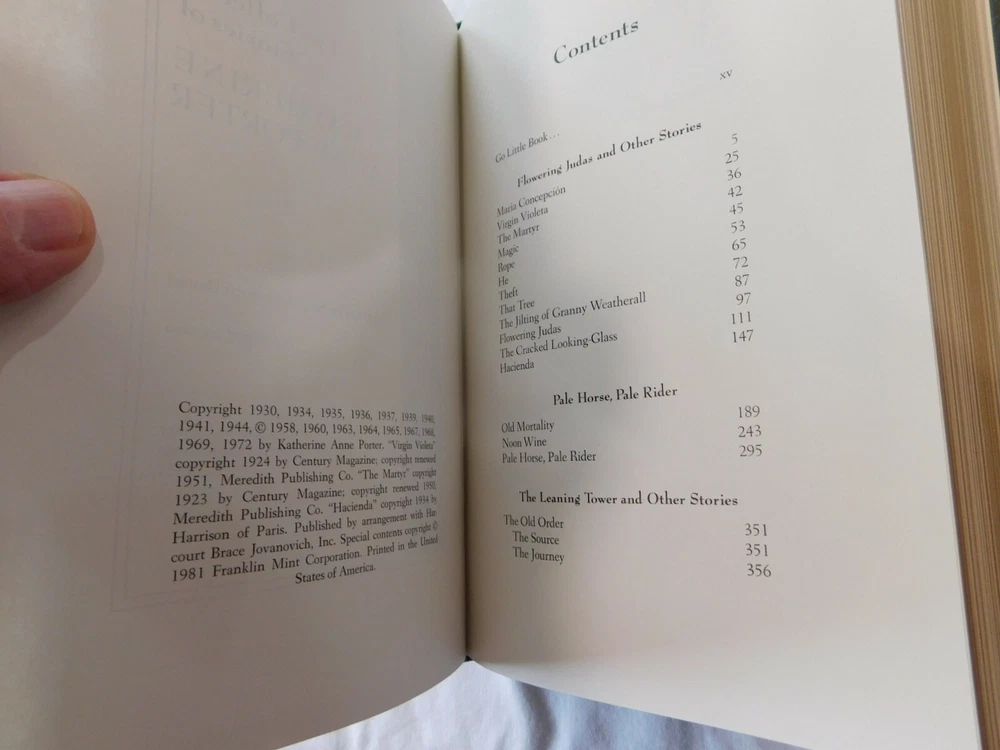 Copyright 1930, 1934, 1935, 1936, 1937, 1939, 1940,
1941, 1944, © 1958, 1960, 1963, 1964, 1965, 1967, 1968,
1969, 1972 by Katherine Anne Porter. “Virgin Violeta”
copyright 1924 by Century Magazine; copyright renewed
1951, Meredith Publishing Co. “The Martyr” copyright
1923 by Century Magazine; copyright renewed 1950,
Meredith Publishing Co. “Hacienda” copyright 1934 by
Harrison of Paris. Published by arrangement with Har-
court Brace Jovanovich, Inc. Special contents copyright ©
1981 Franklin Mint Corporation. Printed in the United
States of America.
Contents
Go Little Book... xv
Flowering Judas and Other Stories
María Concepción 5
Virgin Violeta 25
The Martyr 36
Magic 42
Rope 45
He 53
Theft 65
That Tree 72
The Jilting of Granny Weatherall 87
Flowering Judas 97
The Cracked Looking-Glass 111
Hacienda 147
Pale Horse, Pale Rider
Old Mortality 189
Noon Wine 243
Pale Horse, Pale Rider 295
The Leaning Tower and Other Stories
The Old Order 351
The Source 351
The Journey 356